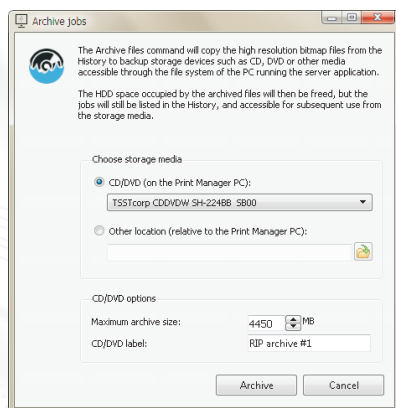 Archive jobs
The Archive files command will copy the high resolution bitmap files from the
History to backup storage devices such as CD, DVD or other media
accessible through the file system of the PC running the server application.
The HDD space occupied by the archived files will then be freed, but the
jobs will still be listed in the History, and accessible for subsequent use from
the storage media.
Choose storage media
CD/DVD (on the Print Manager PC):
TSSTcorp CDDVDW SH-224BB SB00
Other location (relative to the Print Manager PC):
CD/DVD options
Maximum archive size: 4450 MB
CD/DVD label: RIP archive #1
Archive Cancel